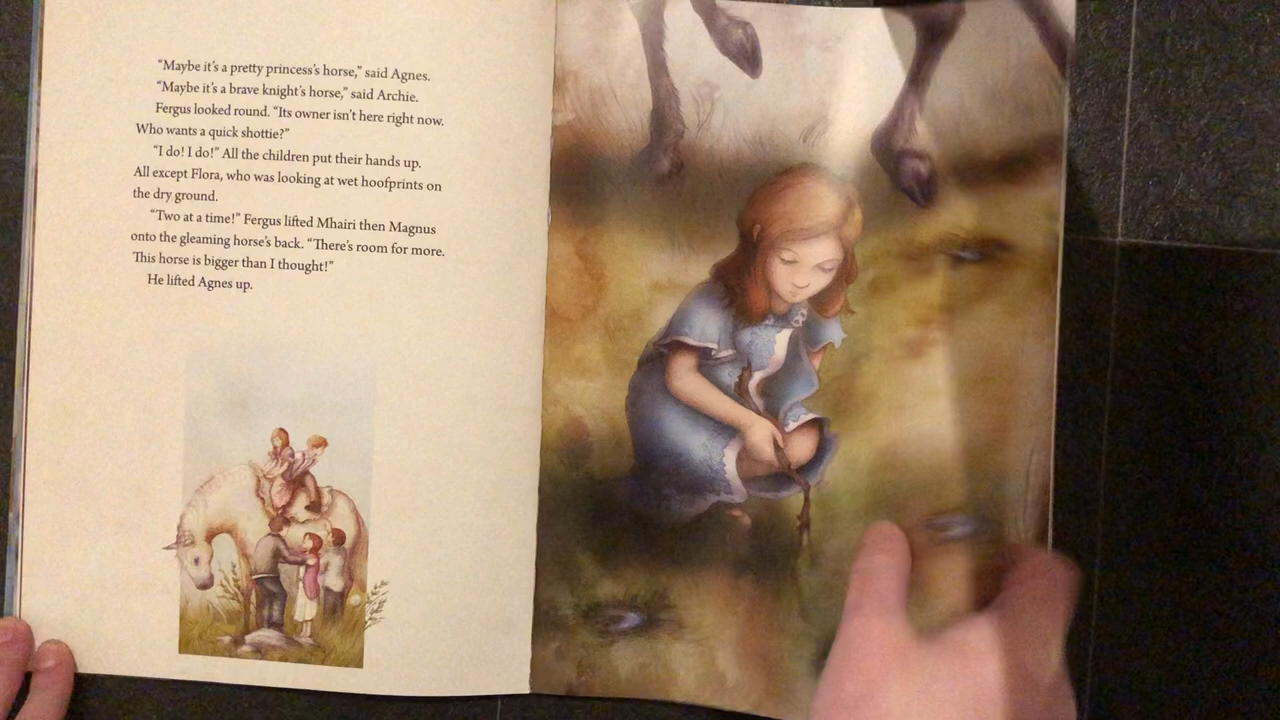 “Maybe it’s a pretty princess’s horse,” said Agnes.
“Maybe it’s a brave knight’s horse,” said Archie.
Fergus looked round. “Its owner isn’t here right now.
Who wants a quick shottie?”
“I do! I do!” All the children put their hands up.
All except Flora, who was looking at wet hoofprints on
the dry ground.
“Two at a time!” Fergus lifted Mhairi then Magnus
onto the gleaming horse’s back. “There’s room for more.
This horse is bigger than I thought!”
He lifted Agnes up.